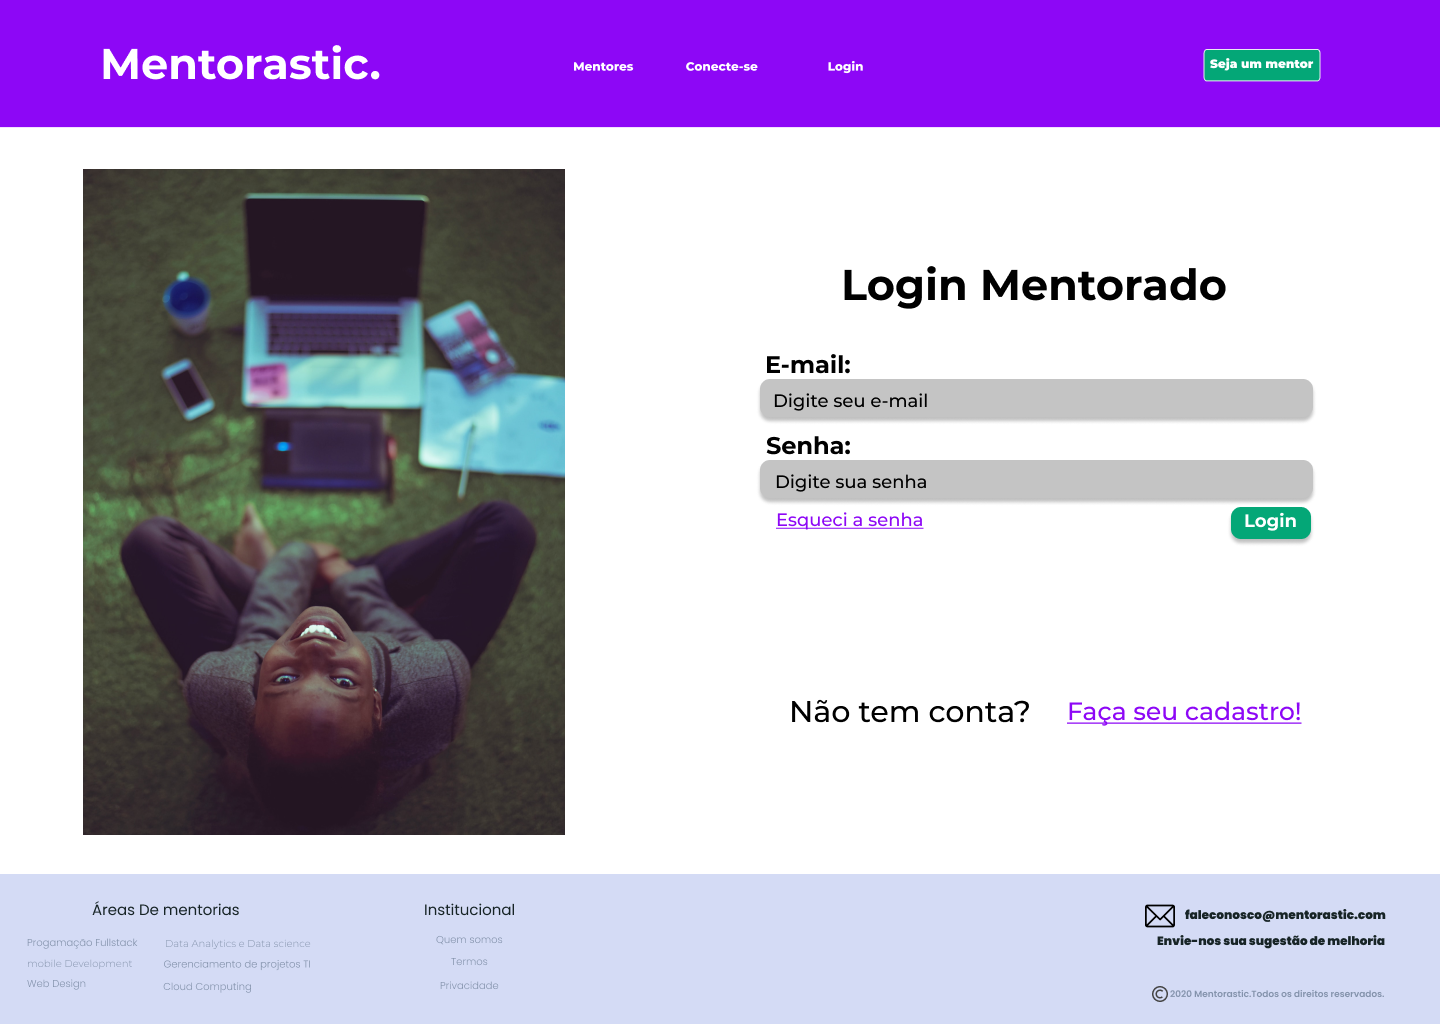 Mentorastic.
Mentores
Conecte-se
Login
Seja um mentor
Login Mentorado
E-mail:
Digite seu e-mail
Senha:
Digite sua senha
Esqueci a senha
Login
Não tem conta?
Faça seu cadastro!
Áreas De mentorias
Progamação Fullstack
mobile Development
Web Design
Data Analytics e Data science
Gerenciamento de projetos TI
Cloud Computing
Institucional
Quem somos
Termos
Privacidade
faleconosco@mentorastic.com
Envie-nos sua sugestão de melhoria
© 2020 Mentorastic.Todos os direitos reservados.